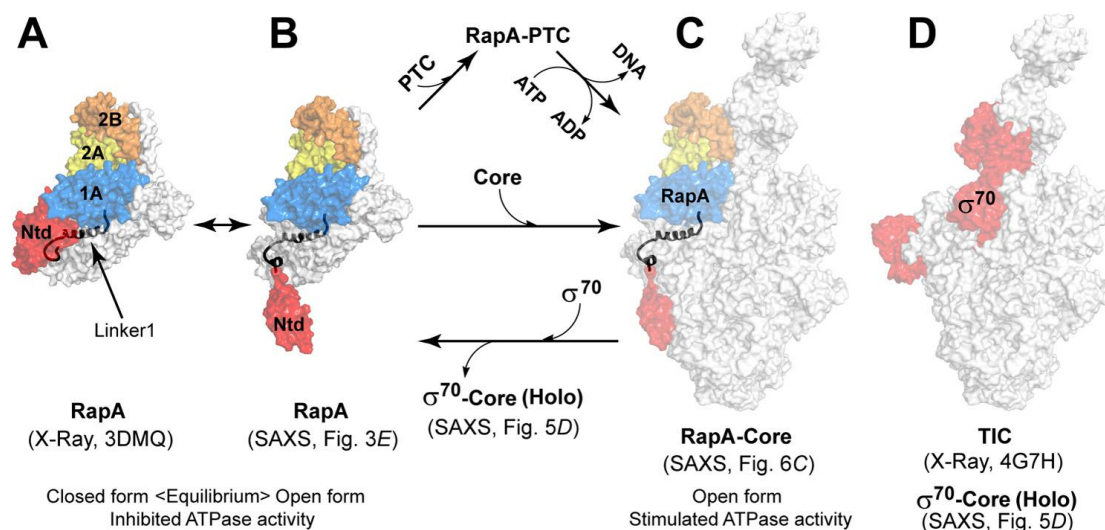 A
B
C
D
RapA-PTC
PTC
ATP
ADP
DNA
2B
2A
1A
Ntd
Linker1
Ntd
Core
RapA
σ70
σ70
σ70-Core (Holo)
(SAXS, Fig. 5D)
RapA
(X-Ray, 3DMQ)
RapA
(SAXS, Fig. 3E)
Closed form <Equilibrium> Open form
Inhibited ATPase activity
RapA-Core
(SAXS, Fig. 6C)
Open form
Stimulated ATPase activity
TIC
(X-Ray, 4G7H)
σ70-Core (Holo)
(SAXS, Fig. 5D)